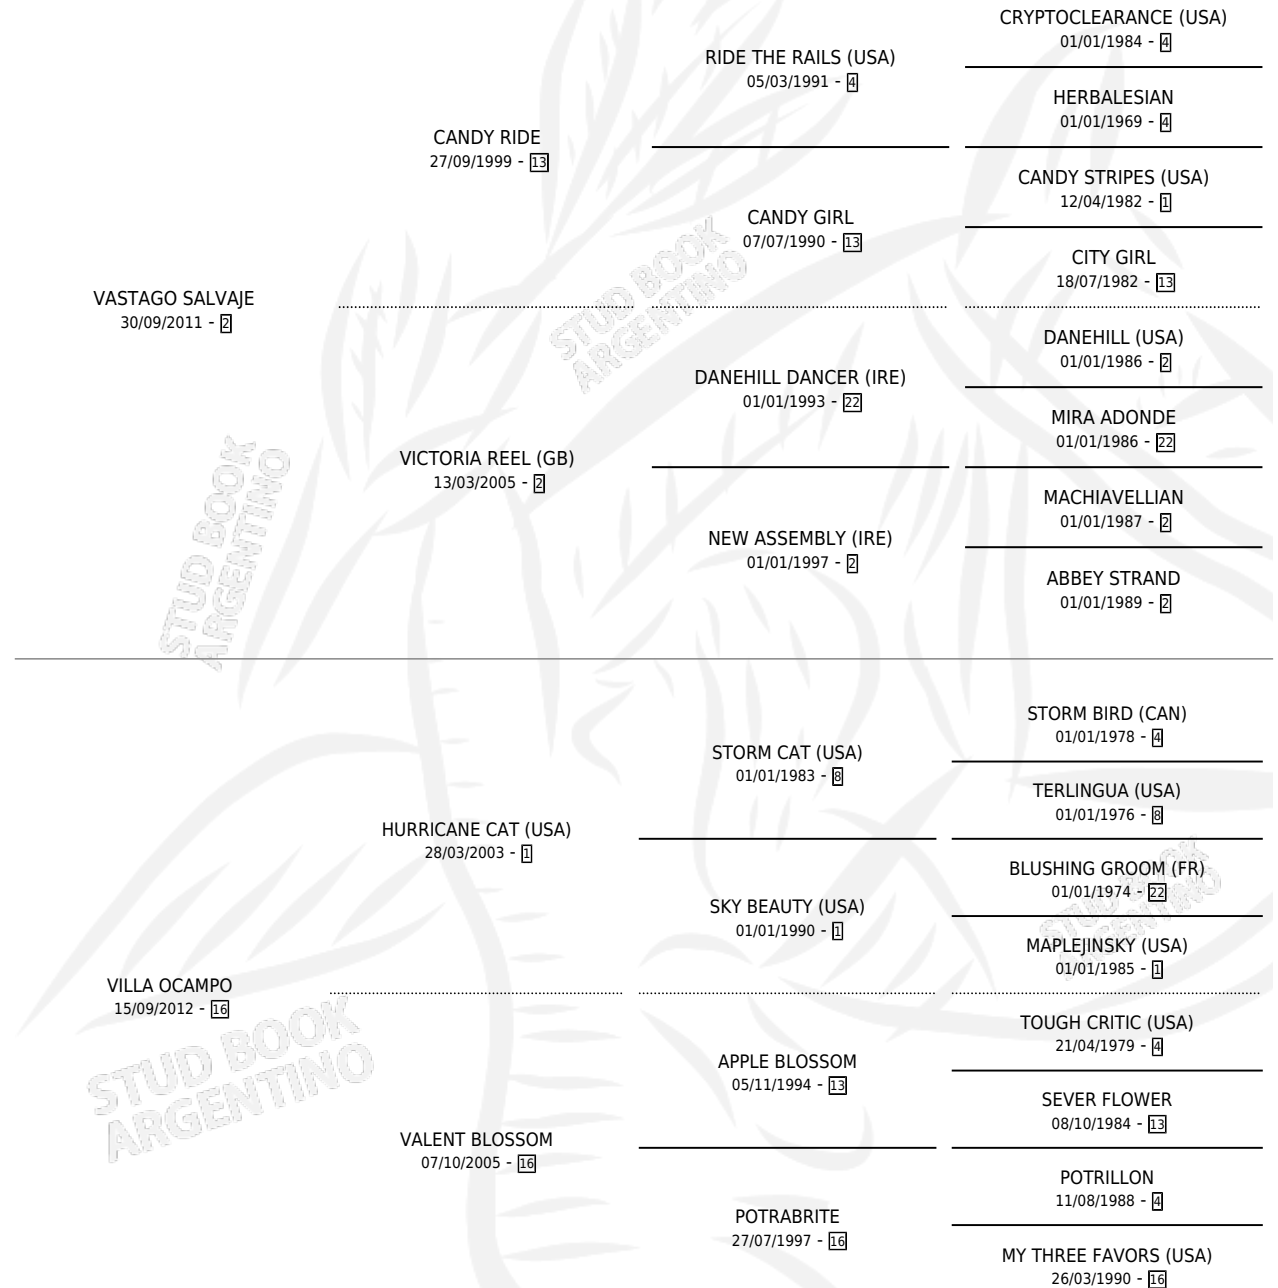 CRYPTOCLEARANCE (USA)
01/01/1984 - 4
RIDE THE RAILS (USA)
05/03/1991 - 4
HERBALESIAN
01/01/1969 - 4
CANDY RIDE
27/09/1999 - 13
CANDY STRIPES (USA)
12/04/1982 - 1
CANDY GIRL
07/07/1990 - 13
CITY GIRL
18/07/1982 - 13
VASTAGO SALVAJE
30/09/2011 - 2
DANEHILL (USA)
01/01/1986 - 2
DANEHILL DANCER (IRE)
01/01/1993 - 22
MIRA ADONDE
01/01/1986 - 22
VICTORIA REEL (GB)
13/03/2005 - 2
MACHIAVELLIAN
01/01/1987 - 2
NEW ASSEMBLY (IRE)
01/01/1997 - 2
ABBEY STRAND
01/01/1989 - 2
STUD BOOK
ARGENTINO
STUD BOOK
ARGENTINO
STORM BIRD (CAN)
01/01/1978 - 4
STORM CAT (USA)
01/01/1983 - 8
TERLINGUA (USA)
01/01/1976 - 8
HURRICANE CAT (USA)
28/03/2003 - 1
BLUSHING GROOM (FR)
01/01/1974 - 22
SKY BEAUTY (USA)
01/01/1990 - 1
MAPLEJINSKY (USA)
01/01/1985 - 1
VILLA OCAMPO
15/09/2012 - 16
TOUGH CRITIC (USA)
21/04/1979 - 4
APPLE BLOSSOM
05/11/1994 - 13
SEVER FLOWER
08/10/1984 - 13
VALENT BLOSSOM
07/10/2005 - 16
POTRILLON
11/08/1988 - 4
POTRABRITE
27/07/1997 - 16
MY THREE FAVORS (USA)
26/03/1990 - 16
STUD BOOK
ARGENTINO
STUD BOOK
ARGENTINO